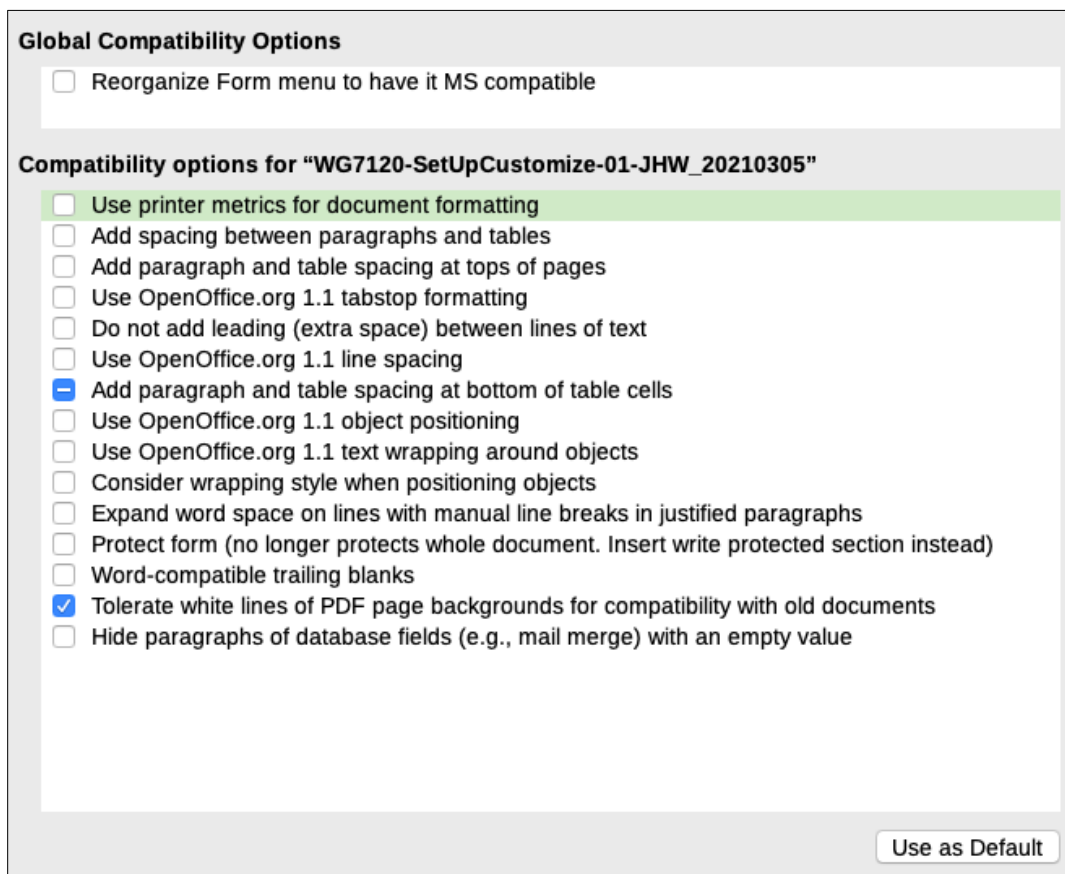 Global Compatibility Options
Reorganize Form menu to have it MS compatible
Compatibility options for “WG7120-SetUpCustomize-01-JHW_20210305”
Use printer metrics for document formatting
Add spacing between paragraphs and tables
Add paragraph and table spacing at tops of pages
Use OpenOffice.org 1.1 tabstop formatting
Do not add leading (extra space) between lines of text
Use OpenOffice.org 1.1 line spacing
Add paragraph and table spacing at bottom of table cells
Use OpenOffice.org 1.1 object positioning
Use OpenOffice.org 1.1 text wrapping around objects
Consider wrapping style when positioning objects
Expand word space on lines with manual line breaks in justified paragraphs
Protect form (no longer protects whole document. Insert write protected section instead)
Word-compatible trailing blanks
Tolerate white lines of PDF page backgrounds for compatibility with old documents
Hide paragraphs of database fields (e.g., mail merge) with an empty value
Use as Default